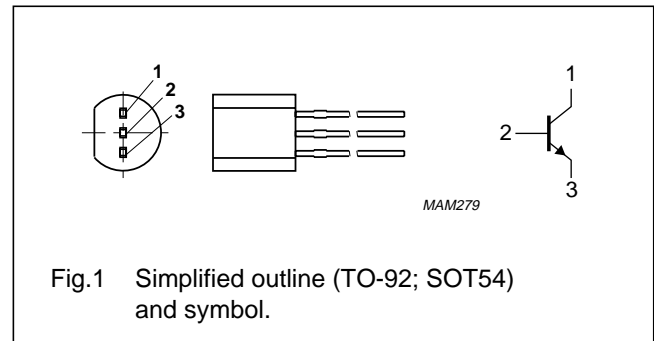 1
2
3
1
2
3
MAM279
Fig.1 Simplified outline (TO-92; SOT54)
and symbol.